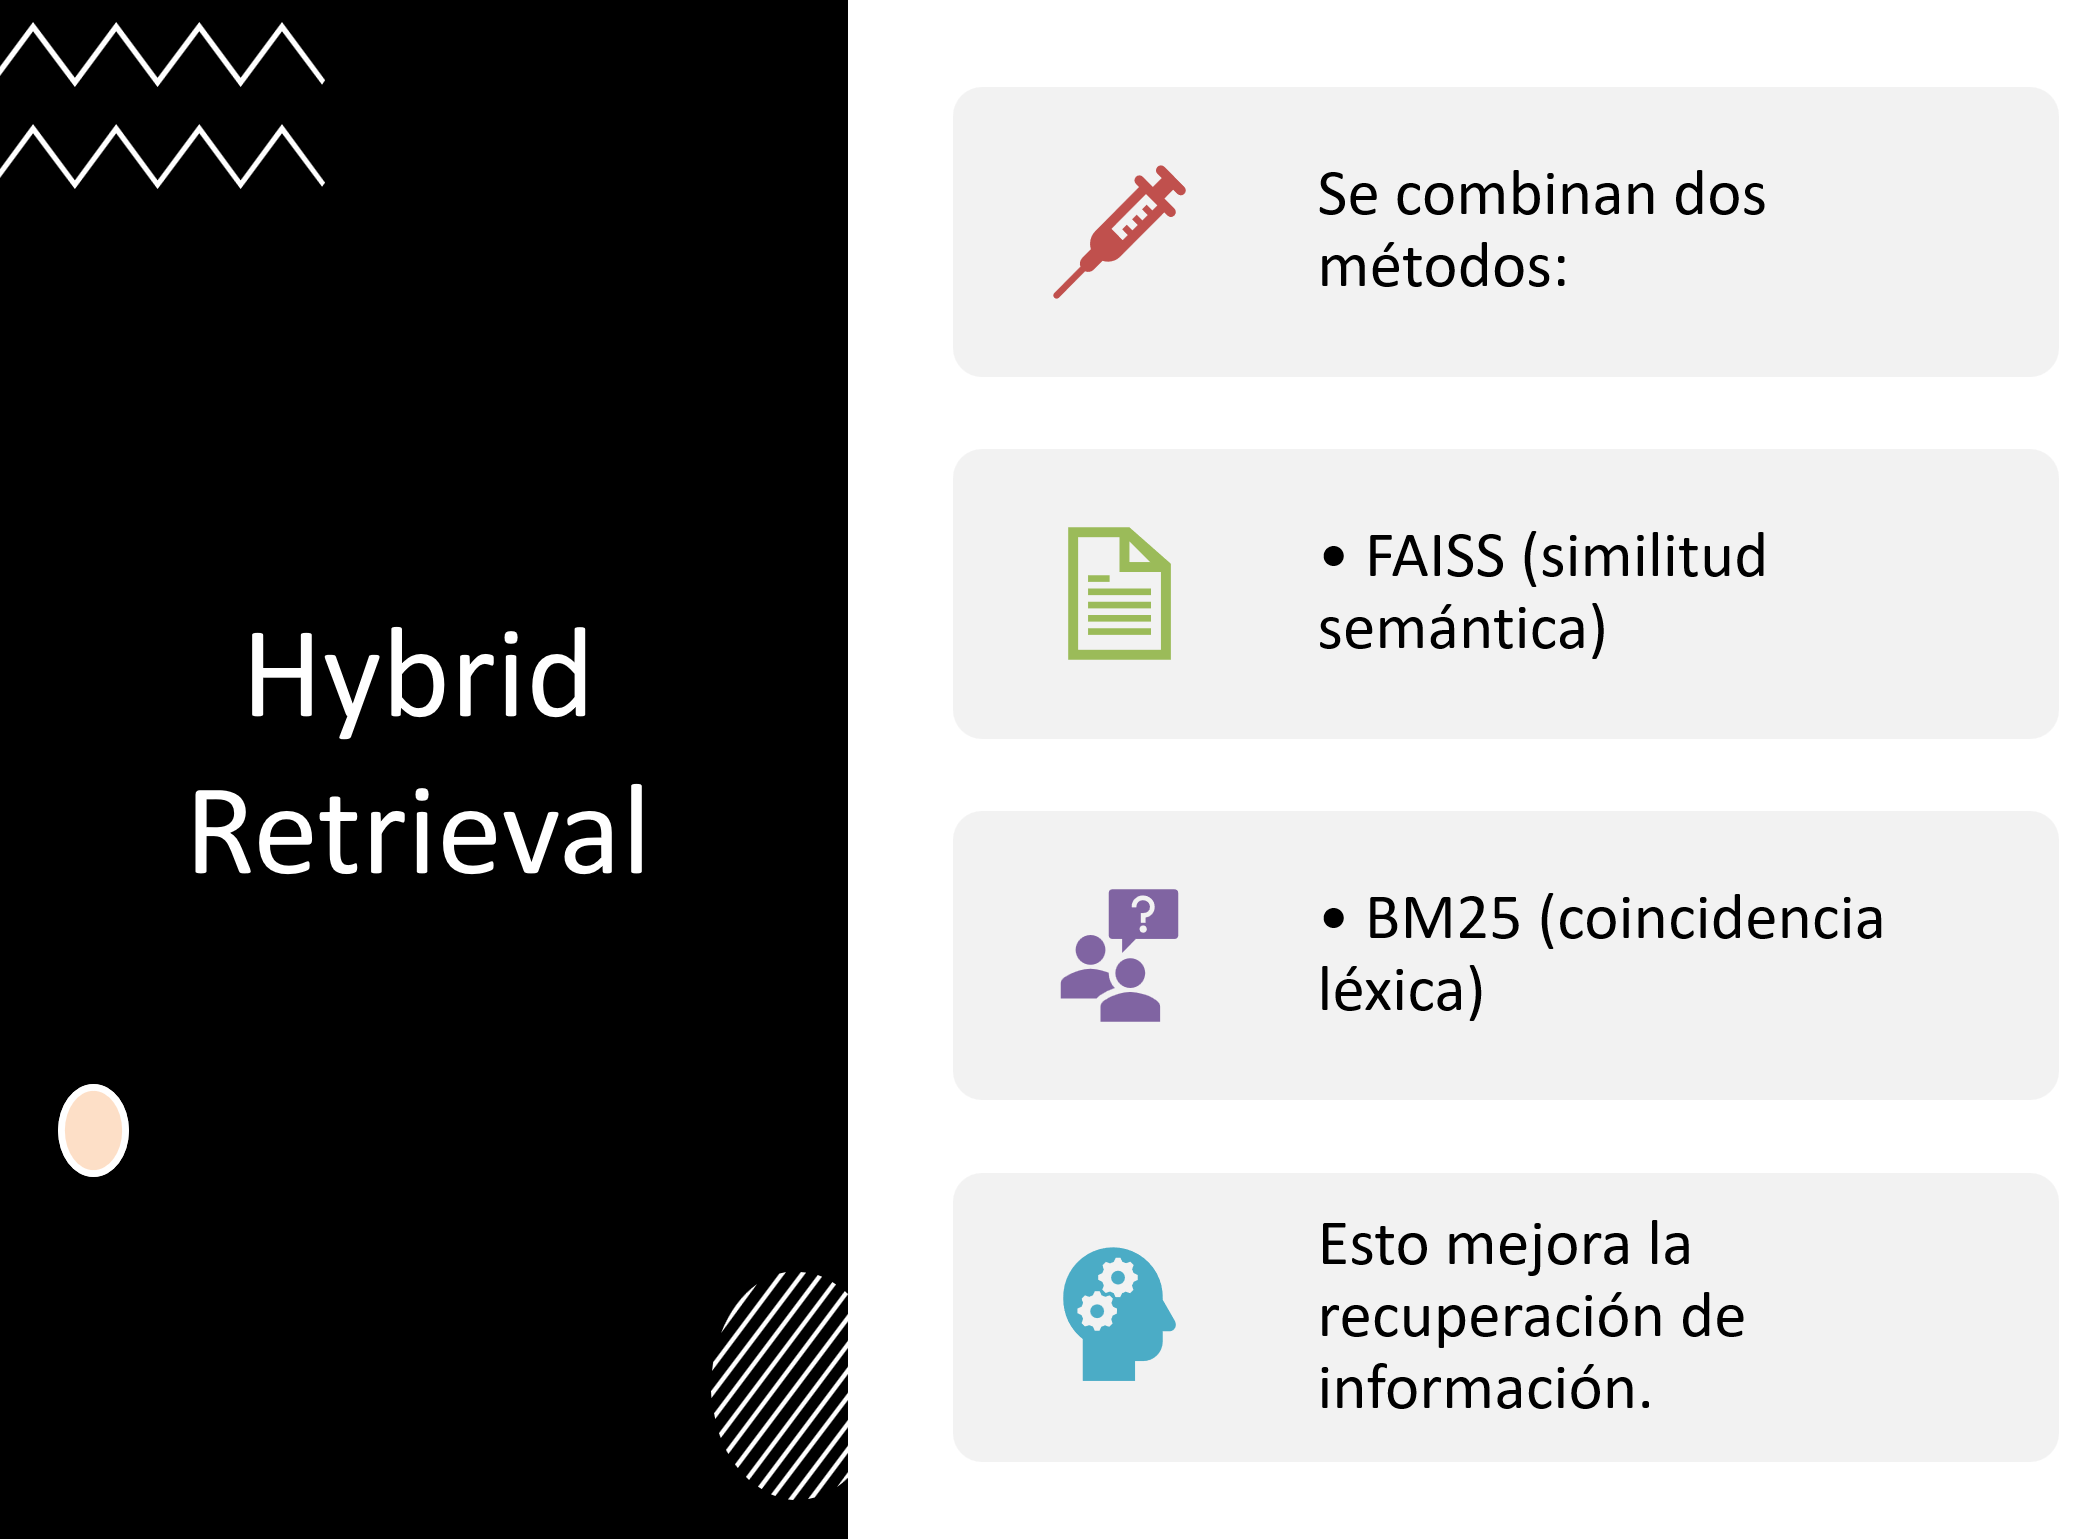 Hybrid
Retrieval
Se combinan dos
métodos:
• FAISS (similitud
semántica)
• BM25 (coincidencia
léxica)
Esto mejora la
recuperación de
información.